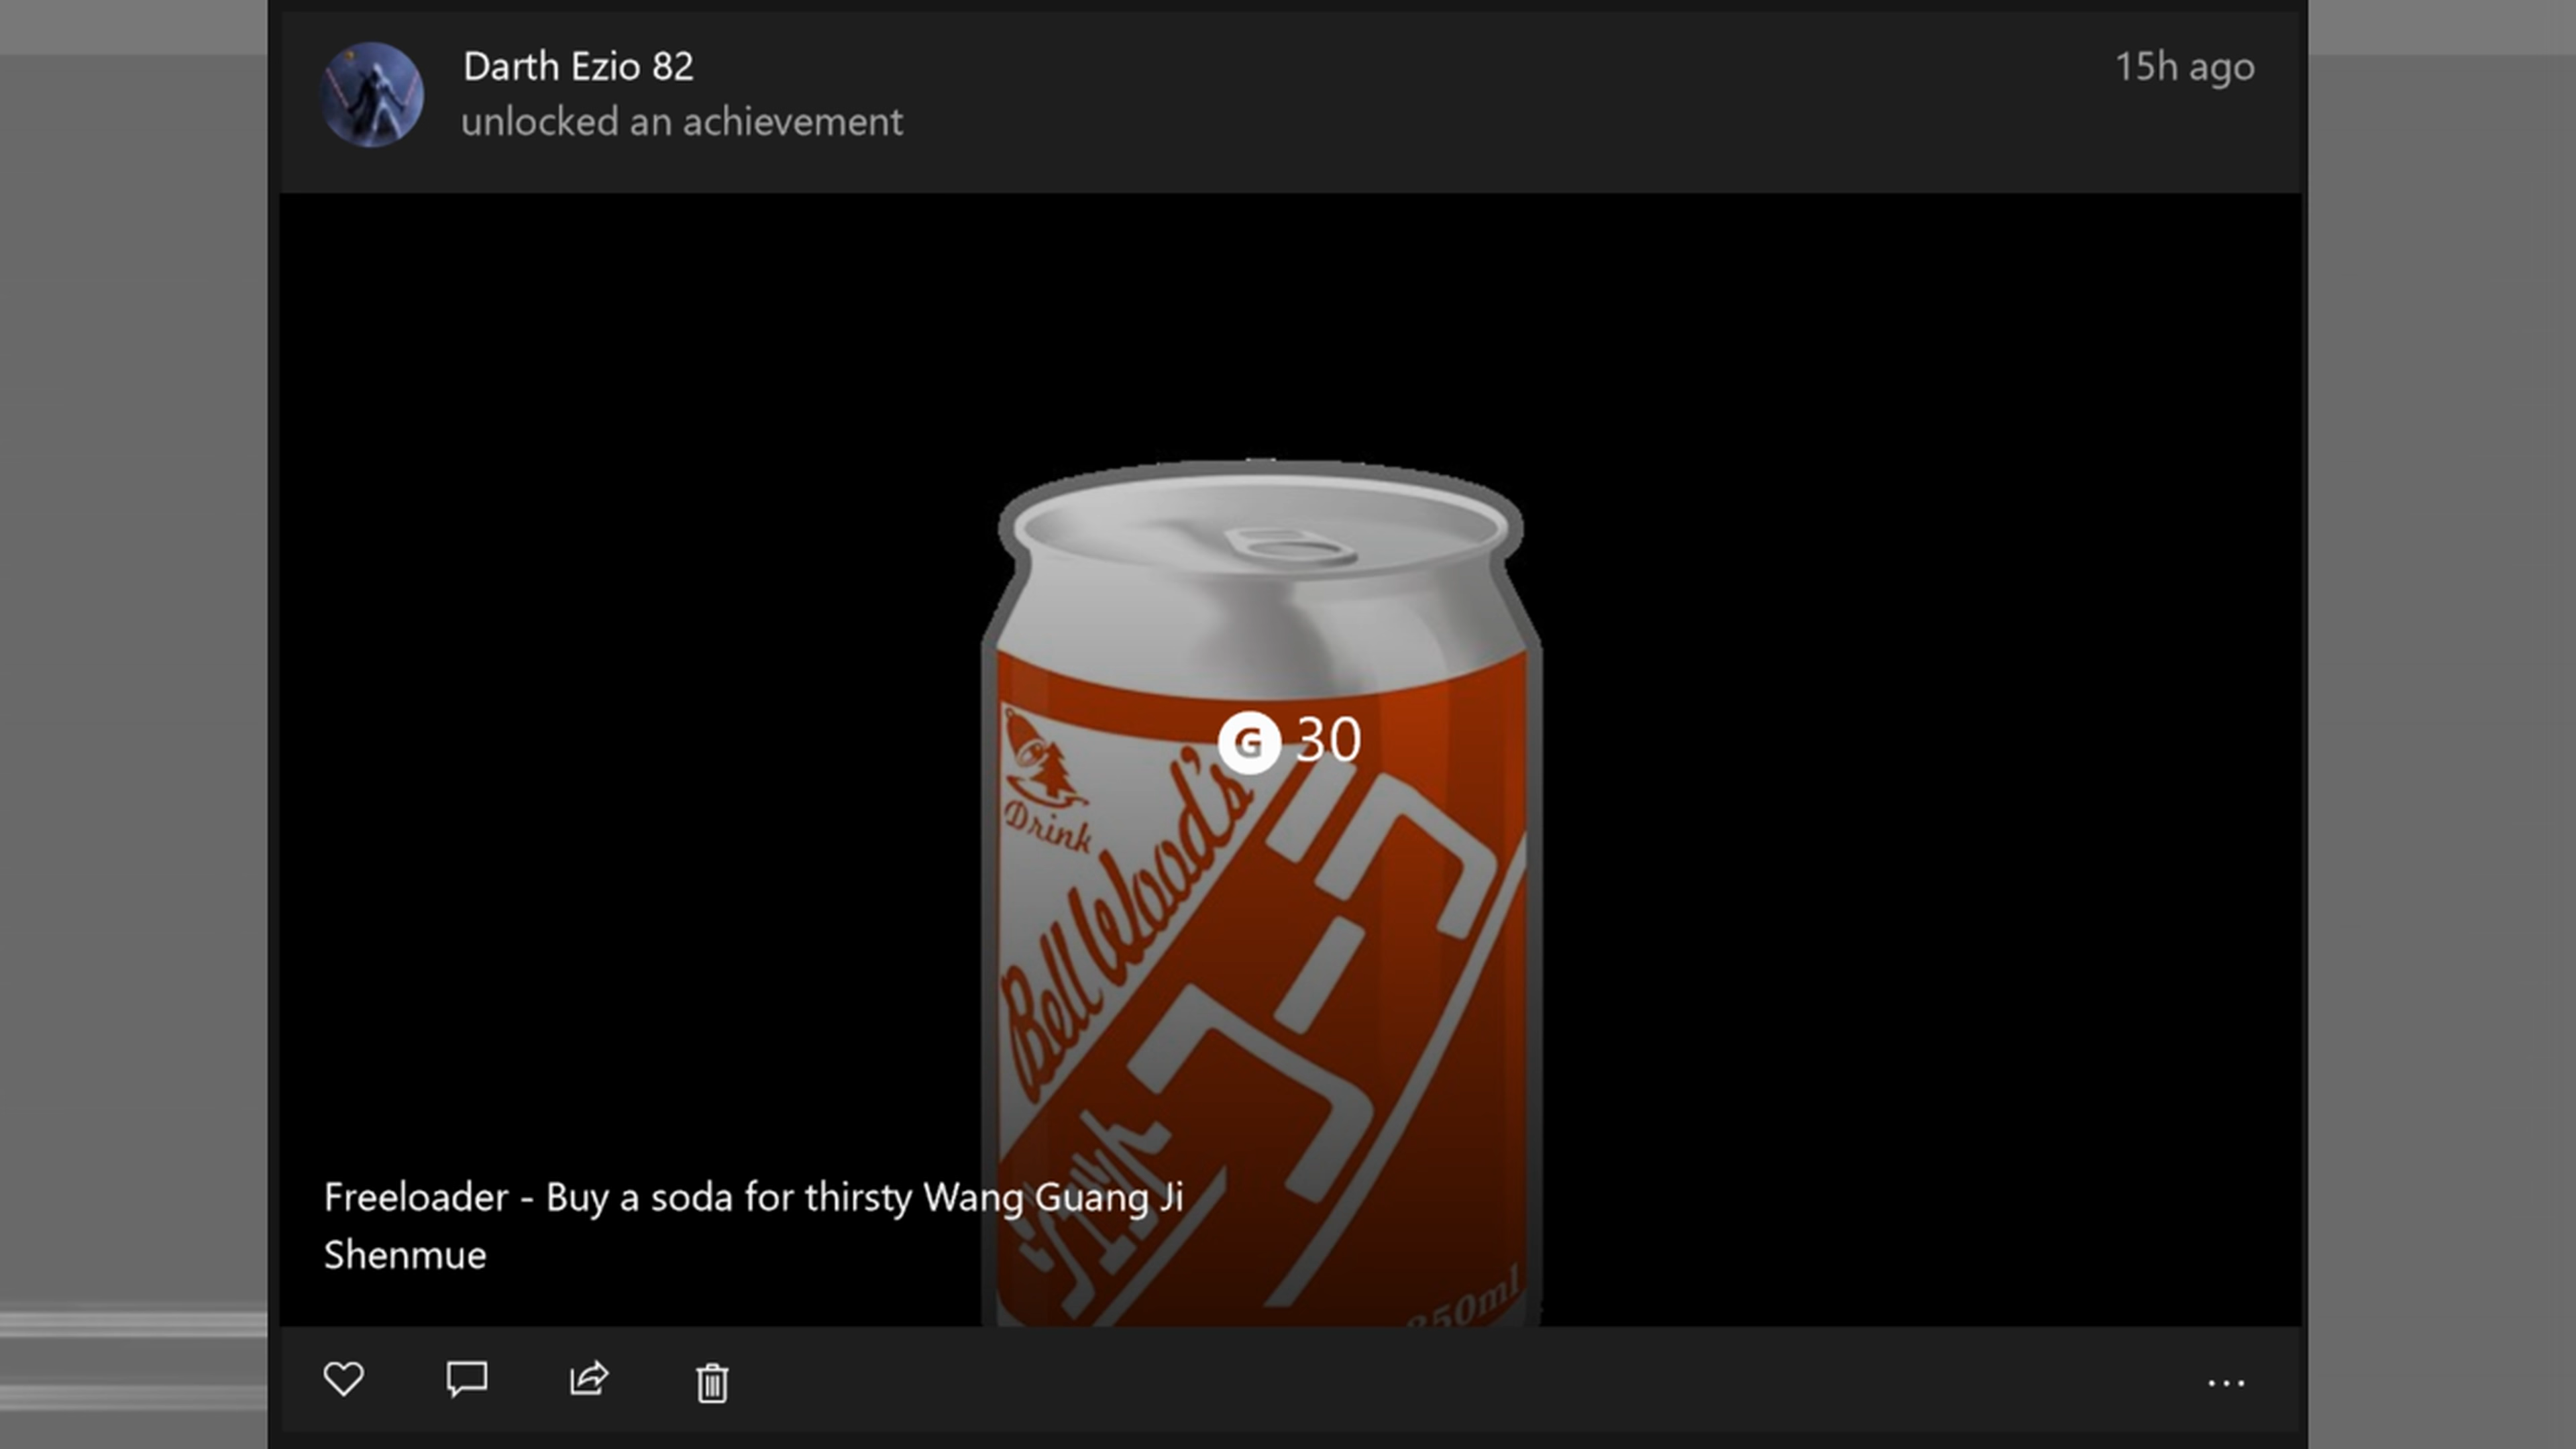 Darth Ezio 82
15h ago
unlocked an achievement
G 30
Drink
Bell Wood's
Freeloader - Buy a soda for thirsty Wang Guang Ji
Shenmue
350ml